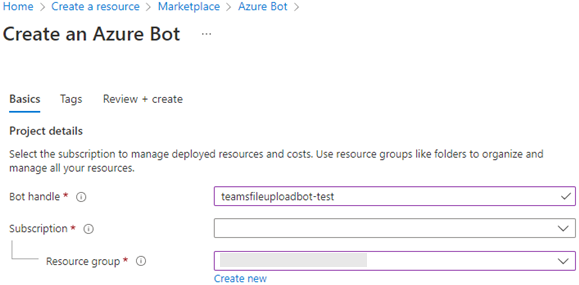 Home > Create a resource > Marketplace > Azure Bot >
Create an Azure Bot ...
Basics Tags Review + create
Project details
Select the subscription to manage deployed resources and costs. Use resource groups like folders to organize and
manage all your resources.
Bot handle * teamsfileuploadbot-test
Subscription *
Resource group *
Create new